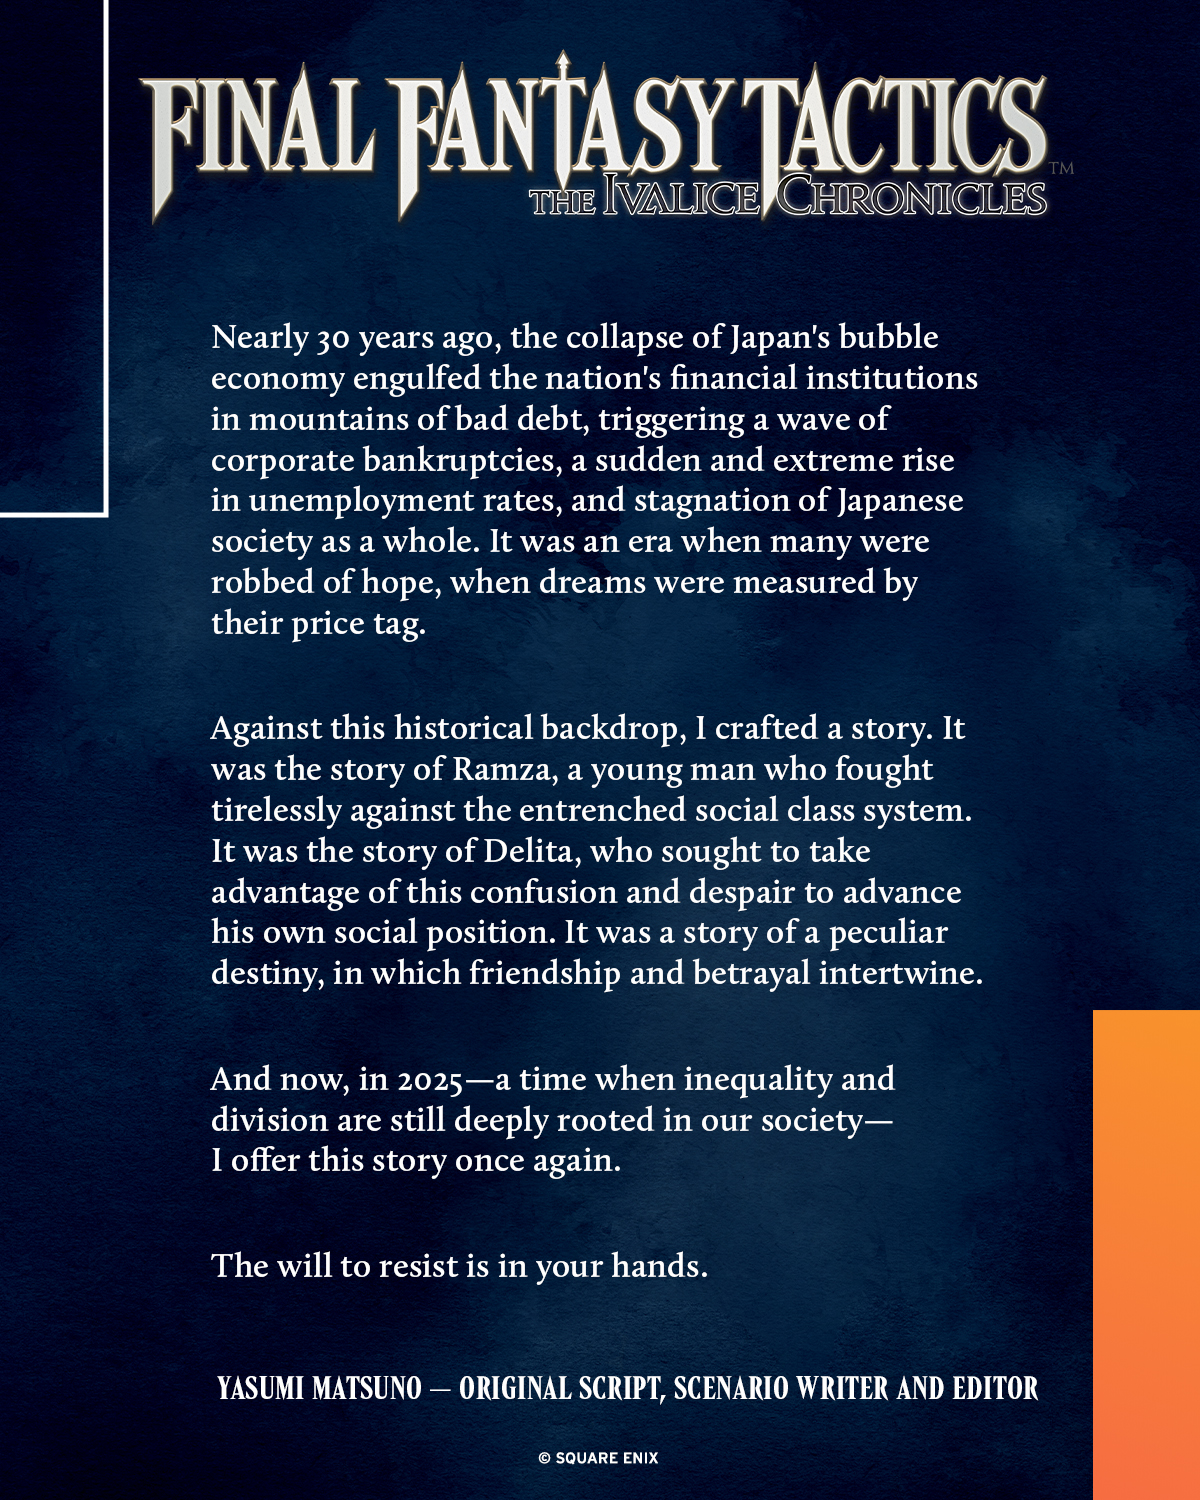 FINAL FANTASY TACTICS
THE IVALICE CHRONICLES™
Nearly 30 years ago, the collapse of Japan's bubble
economy engulfed the nation's financial institutions
in mountains of bad debt, triggering a wave of
corporate bankruptcies, a sudden and extreme rise
in unemployment rates, and stagnation of Japanese
society as a whole. It was an era when many were
robbed of hope, when dreams were measured by
their price tag.
Against this historical backdrop, I crafted a story. It
was the story of Ramza, a young man who fought
tirelessly against the entrenched social class system.
It was the story of Delita, who sought to take
advantage of this confusion and despair to advance
his own social position. It was a story of a peculiar
destiny, in which friendship and betrayal intertwine.
And now, in 2025—a time when inequality and
division are still deeply rooted in our society—
I offer this story once again.
The will to resist is in your hands.
YASUMI MATSUNO — ORIGINAL SCRIPT, SCENARIO WRITER AND EDITOR
© SQUARE ENIX